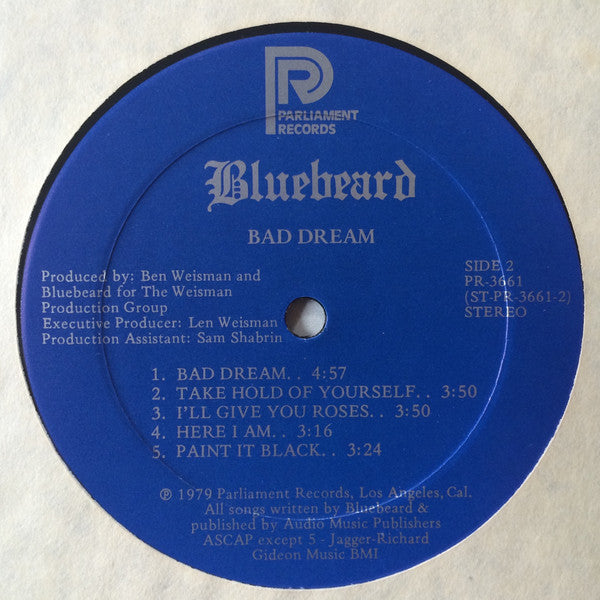 PARLIAMENT
RECORDS
Bluebeard
BAD DREAM
SIDE 2
PR-3661
(ST-PR-3661-2)
STEREO
Produced by: Ben Weisman and
Bluebeard for The Weisman
Production Group
Executive Producer: Len Weisman
Production Assistant: Sam Shabrin
1. BAD DREAM. . 4:57
2. TAKE HOLD OF YOURSELF. . 3:50
3. I'LL GIVE YOU ROSES. . 3:50
4. HERE I AM. . 3:16
5. PAINT IT BLACK. . 3:24
℗ 1979 Parliament Records, Los Angeles, Cal.
All songs written by Bluebeard &
published by Audio Music Publishers
ASCAP except 5 - Jagger-Richard
Gideon Music BMI